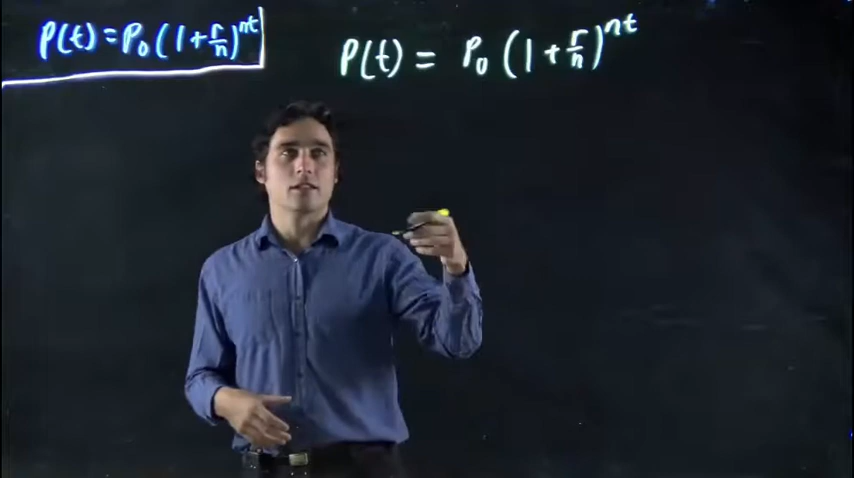 P(t) = P₀(1+r/n)^nt
P(t) = P₀(1+r/n)^nt